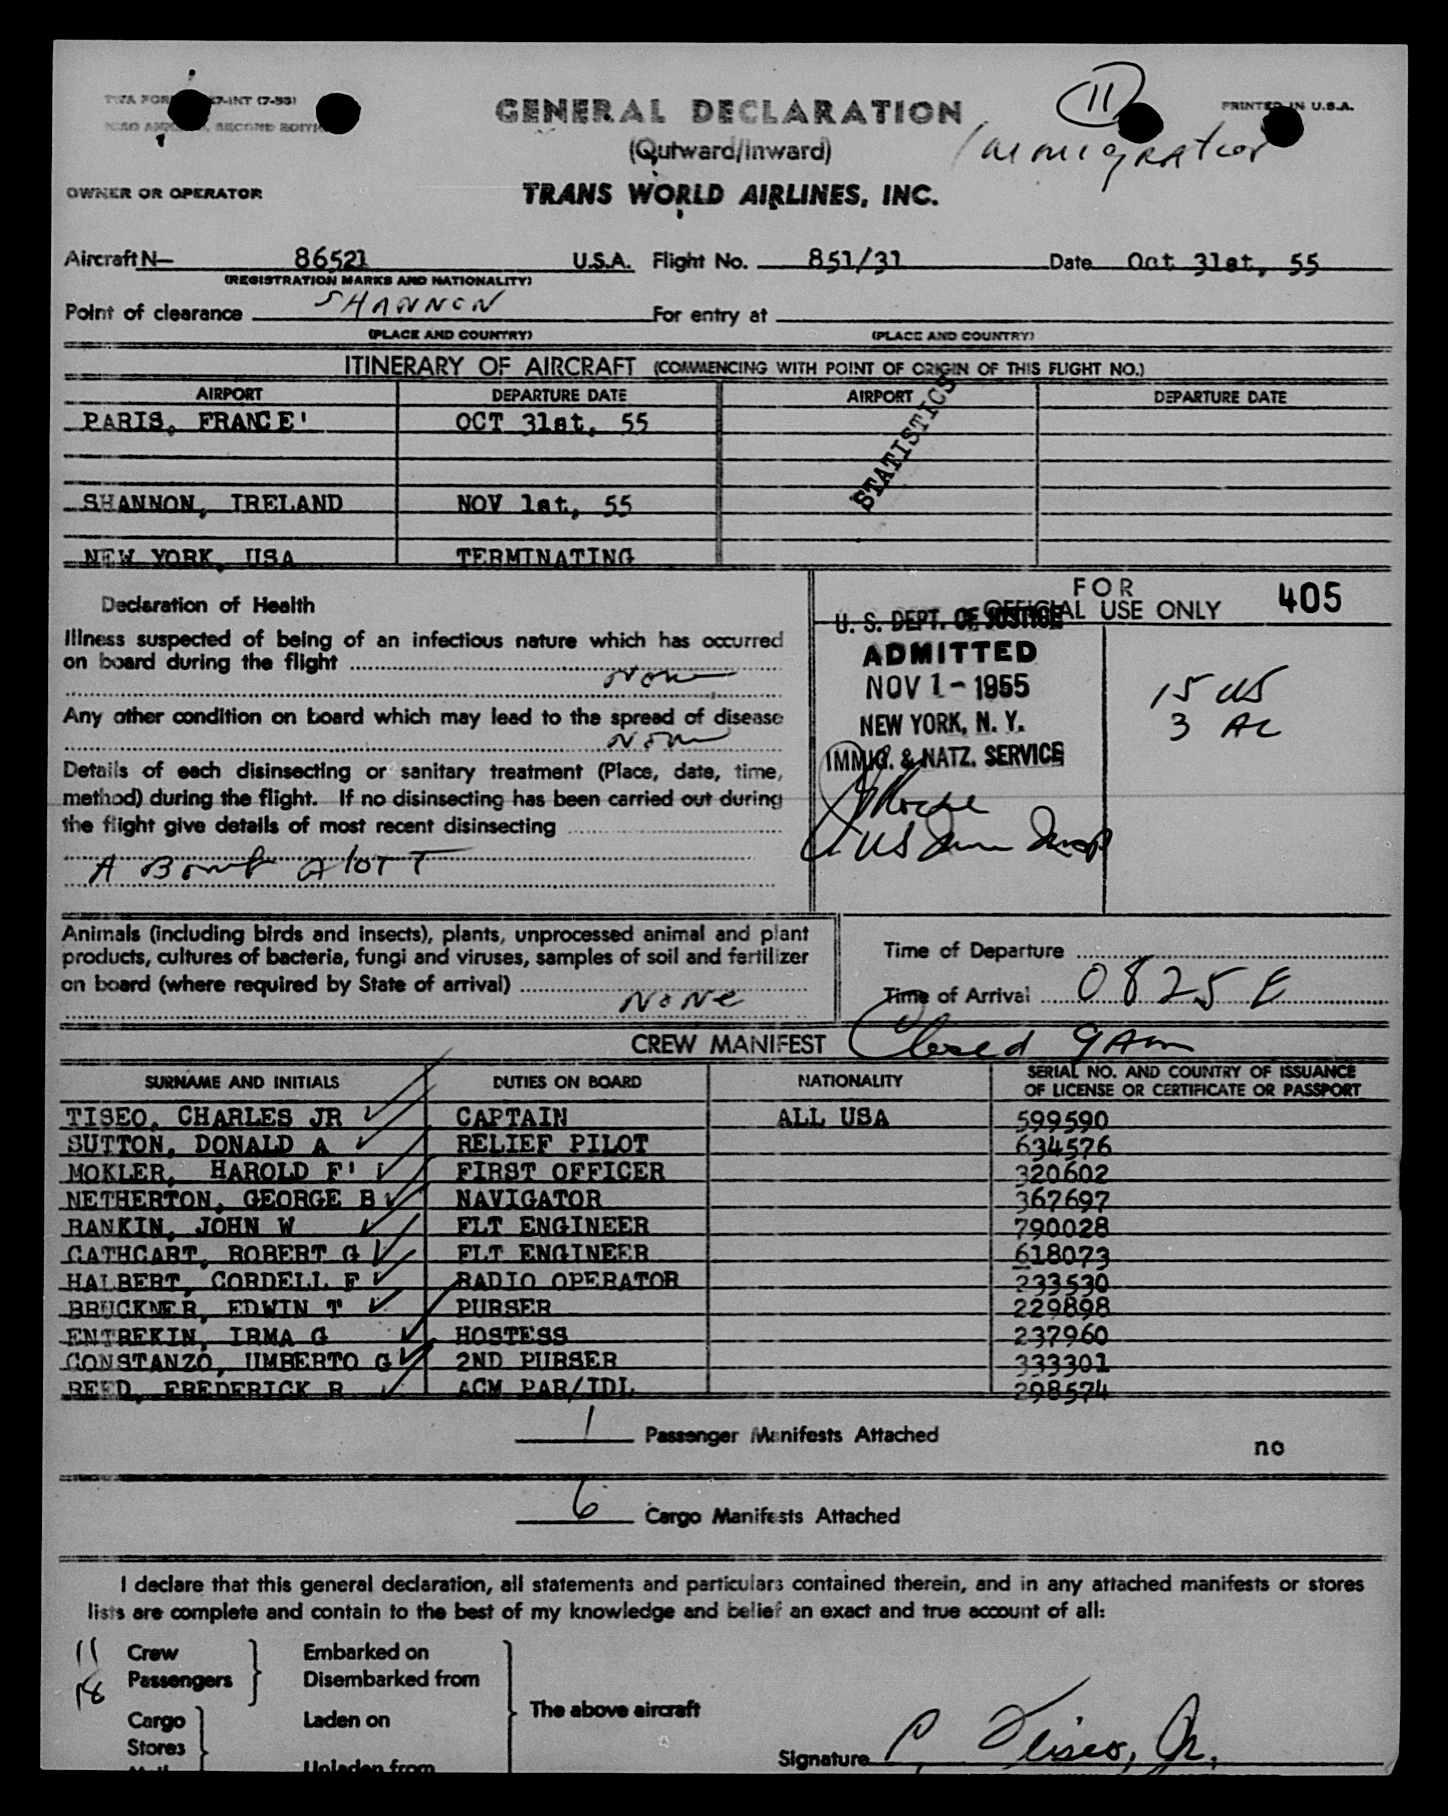 GENERAL DECLARATION
11
PRINTED IN U.S.A.
(Outward/Inward)
Immigration
OWNER OR OPERATOR
TRANS WORLD AIRLINES, INC.
Aircraft N— 86521 U.S.A. Flight No. 851/31 Date Oct 31st, 55
(REGISTRATION MARKS AND NATIONALITY)
Point of clearance SHANNON For entry at
(PLACE AND COUNTRY) (PLACE AND COUNTRY)
ITINERARY OF AIRCRAFT (COMMENCING WITH POINT OF ORIGIN OF THIS FLIGHT NO.)
AIRPORT DEPARTURE DATE AIRPORT DEPARTURE DATE
PARIS, FRANCE' OCT 31st, 55
STATISTICS
SHANNON, IRELAND NOV 1st, 55
NEW YORK, USA TERMINATING
FOR
OFFICIAL USE ONLY 405
Declaration of Health
Illness suspected of being of an infectious nature which has occurred
on board during the flight None
Any other condition on board which may lead to the spread of disease
None
Details of each disinsecting or sanitary treatment (Place, date, time,
method) during the flight. If no disinsecting has been carried out during
the flight give details of most recent disinsecting
A Bomb
U. S. DEPT. OF JUSTICE
ADMITTED
NOV 1 - 1955
NEW YORK, N. Y.
IMMIG. & NATZ. SERVICE
15 US
3 AL
Animals (including birds and insects), plants, unprocessed animal and plant
products, cultures of bacteria, fungi and viruses, samples of soil and fertilizer
on board (where required by State of arrival) NONE
Time of Departure
Time of Arrival 0825 E
Closed 9 Am
CREW MANIFEST
SURNAME AND INITIALS DUTIES ON BOARD NATIONALITY SERIAL NO. AND COUNTRY OF ISSUANCE
OF LICENSE OR CERTIFICATE OR PASSPORT
TISEO, CHARLES JR CAPTAIN ALL USA 599590
SUTTON, DONALD A RELIEF PILOT 634576
MOKLER, HAROLD F' FIRST OFFICER 320602
NETHERTON, GEORGE B NAVIGATOR 367697
RANKIN, JOHN W FLT ENGINEER 790028
CATHCART, ROBERT G FLT ENGINEER 618073
HALBERT, CORDELL F RADIO OPERATOR 233530
BRUCKNER, EDWIN T PURSER 229898
ENTREKIN, IRMA G HOSTESS 237960
CONSTANZO, UMBERTO G 2ND PURSER 333301
REED, FREDERICK R ACM PAR/IDL 298574
1 Passenger Manifests Attached
no
6 Cargo Manifests Attached
I declare that this general declaration, all statements and particulars contained therein, and in any attached manifests or stores
lists are complete and contain to the best of my knowledge and belief an exact and true account of all:
11 Crew Embarked on
18 Passengers Disembarked from
The above aircraft
Cargo Laden on
Stores
Unladen from
Signature C. Tiseo, Jr.